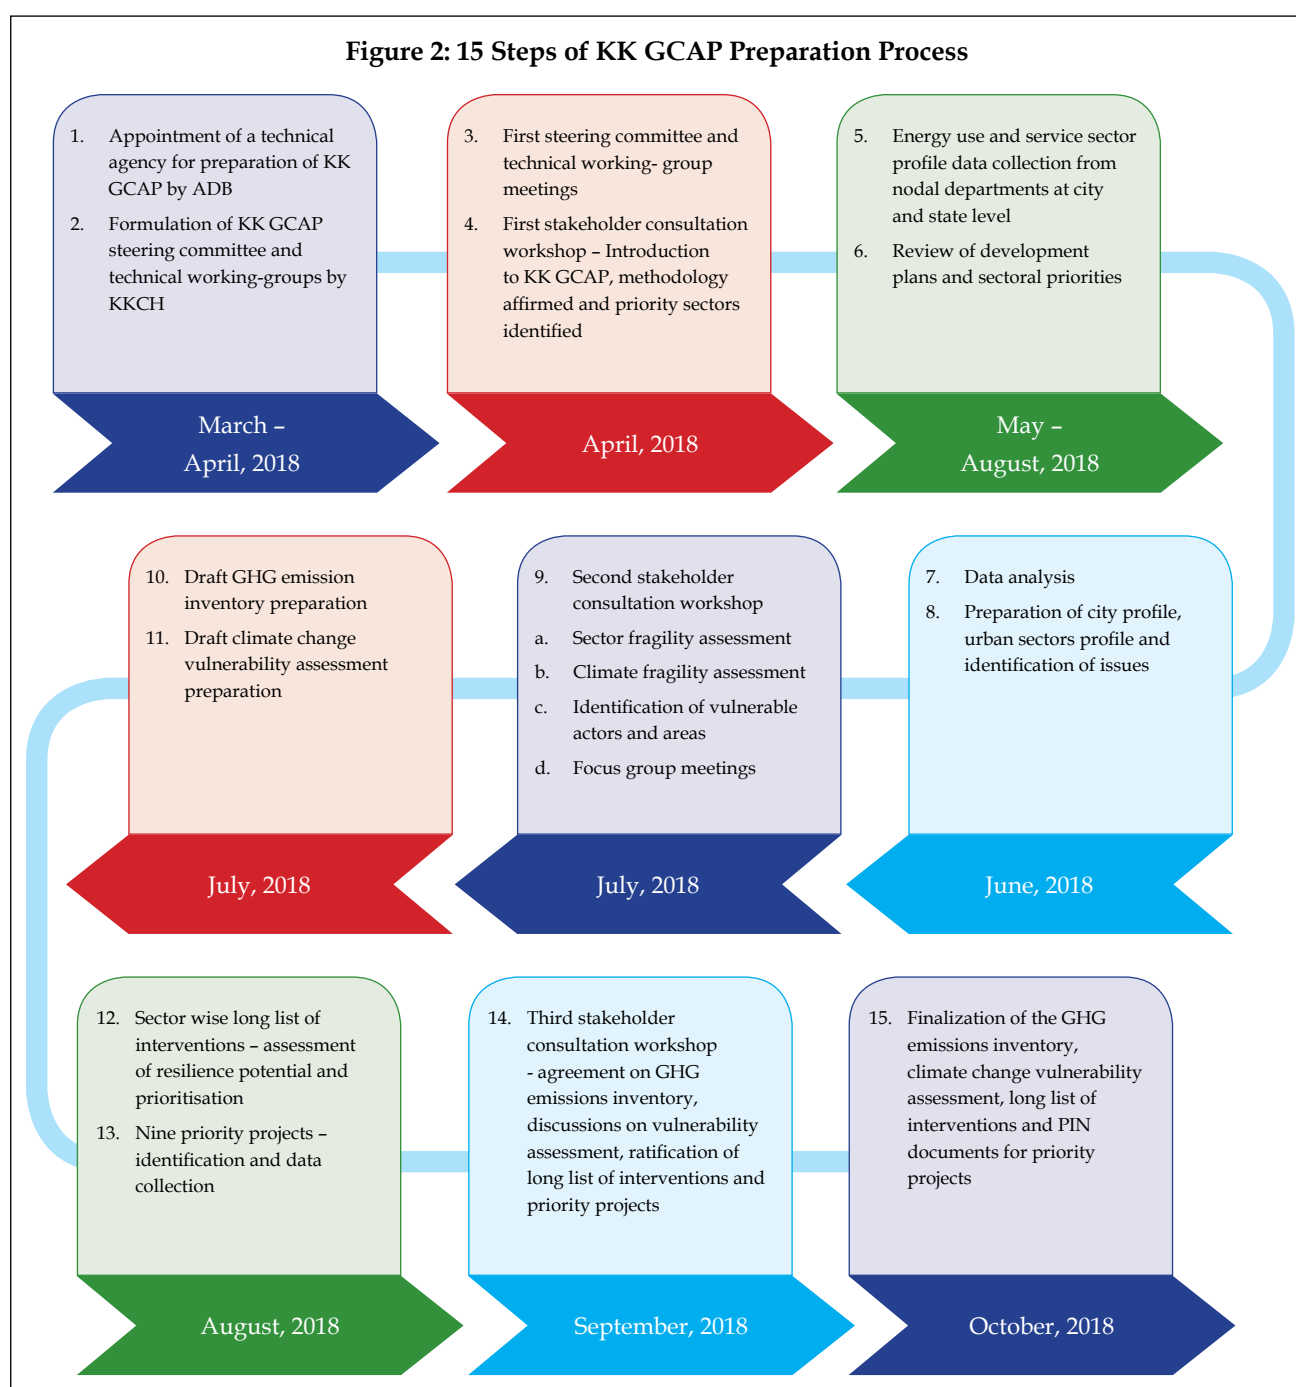 Figure 2: 15 Steps of KK GCAP Preparation Process
1. Appointment of a technical
agency for preparation of KK
GCAP by ADB
2. Formulation of KK GCAP
steering committee and
technical working-groups by
KKCH
March –
April, 2018
3. First steering committee and
technical working- group
meetings
4. First stakeholder consultation
workshop – Introduction
to KK GCAP, methodology
affirmed and priority sectors
identified
April, 2018
5. Energy use and service sector
profile data collection from
nodal departments at city
and state level
6. Review of development
plans and sectoral priorities
May –
August, 2018
7. Data analysis
8. Preparation of city profile,
urban sectors profile and
identification of issues
June, 2018
9. Second stakeholder
consultation workshop
a. Sector fragility assessment
b. Climate fragility assessment
c. Identification of vulnerable
actors and areas
d. Focus group meetings
July, 2018
10. Draft GHG emission
inventory preparation
11. Draft climate change
vulnerability assessment
preparation
July, 2018
12. Sector wise long list of
interventions – assessment
of resilience potential and
prioritisation
13. Nine priority projects –
identification and data
collection
August, 2018
14. Third stakeholder
consultation workshop
- agreement on GHG
emissions inventory,
discussions on vulnerability
assessment, ratification of
long list of interventions and
priority projects
September, 2018
15. Finalization of the GHG
emissions inventory,
climate change vulnerability
assessment, long list of
interventions and PIN
documents for priority
projects
October, 2018